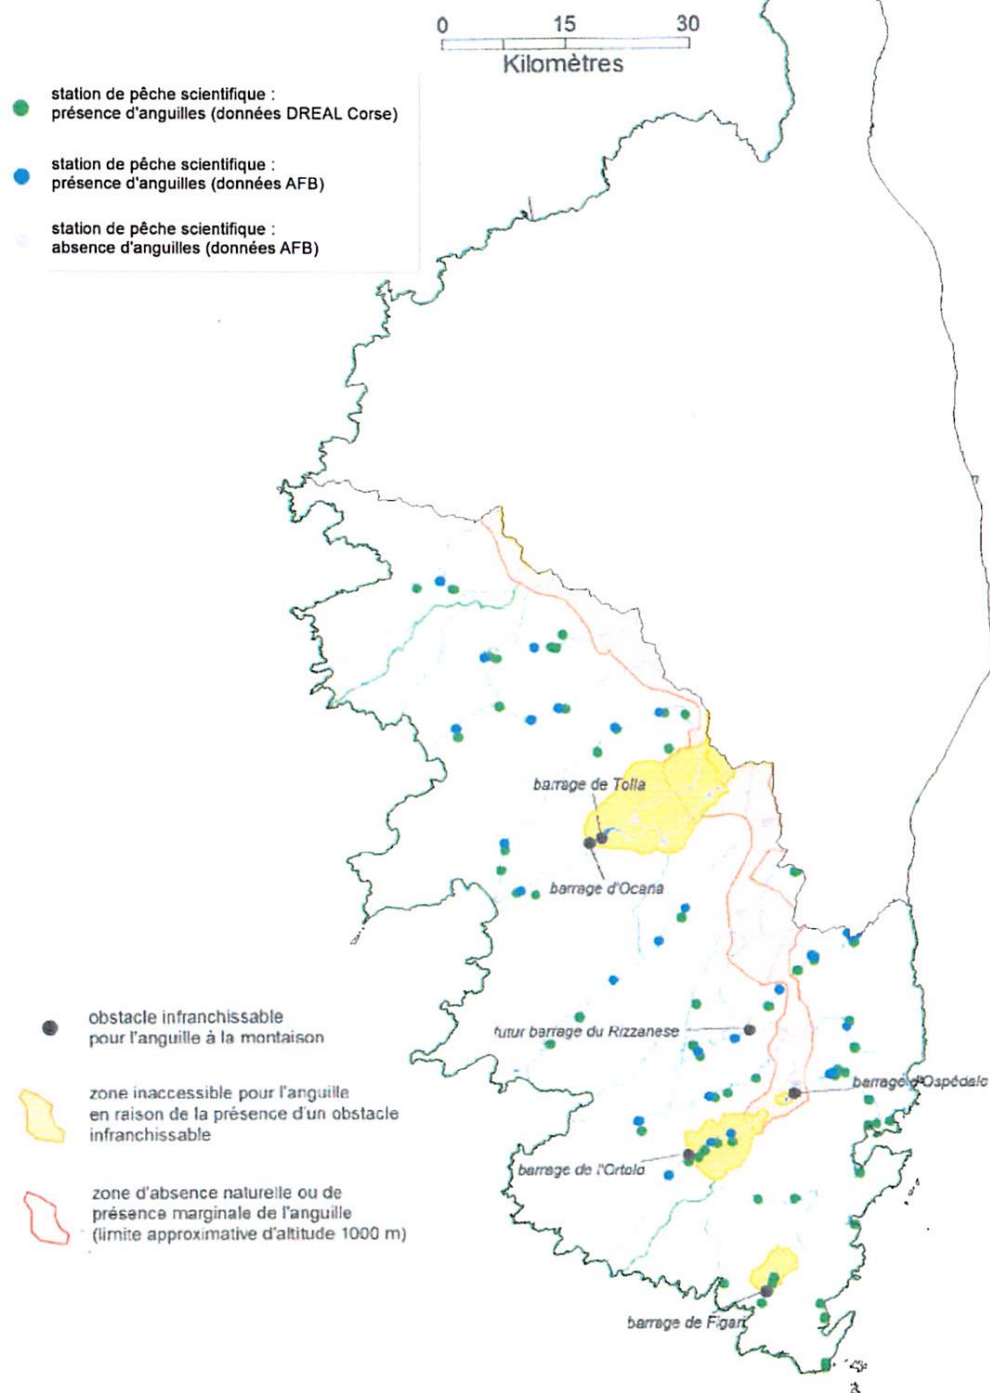 0 15 30
Kilomètres
station de pêche scientifique :
présence d'anguilles (données DREAL Corse)
station de pêche scientifique :
présence d'anguilles (données AFB)
station de pêche scientifique :
absence d'anguilles (données AFB)
barrage de Tolla
barrage d'Ocana
obstacle infranchissable
pour l'anguille à la montaison
futur barrage du Rizzanese
zone inaccessible pour l'anguille
en raison de la présence d'un obstacle
infranchissable
barrage d'Ospédale
barrage de l'Ortolo
zone d'absence naturelle ou de
présence marginale de l'anguille
(limite approximative d'altitude 1000 m)
barrage de Figari